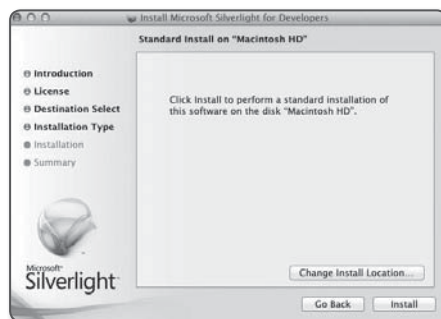 Install Microsoft Silverlight for Developers
Standard Install on "Macintosh HD"
Introduction
License
Destination Select
Installation Type
Installation
Summary
Click Install to perform a standard installation of
this software on the disk "Macintosh HD".
Microsoft®
Silverlight™
Change Install Location...
Go Back
Install